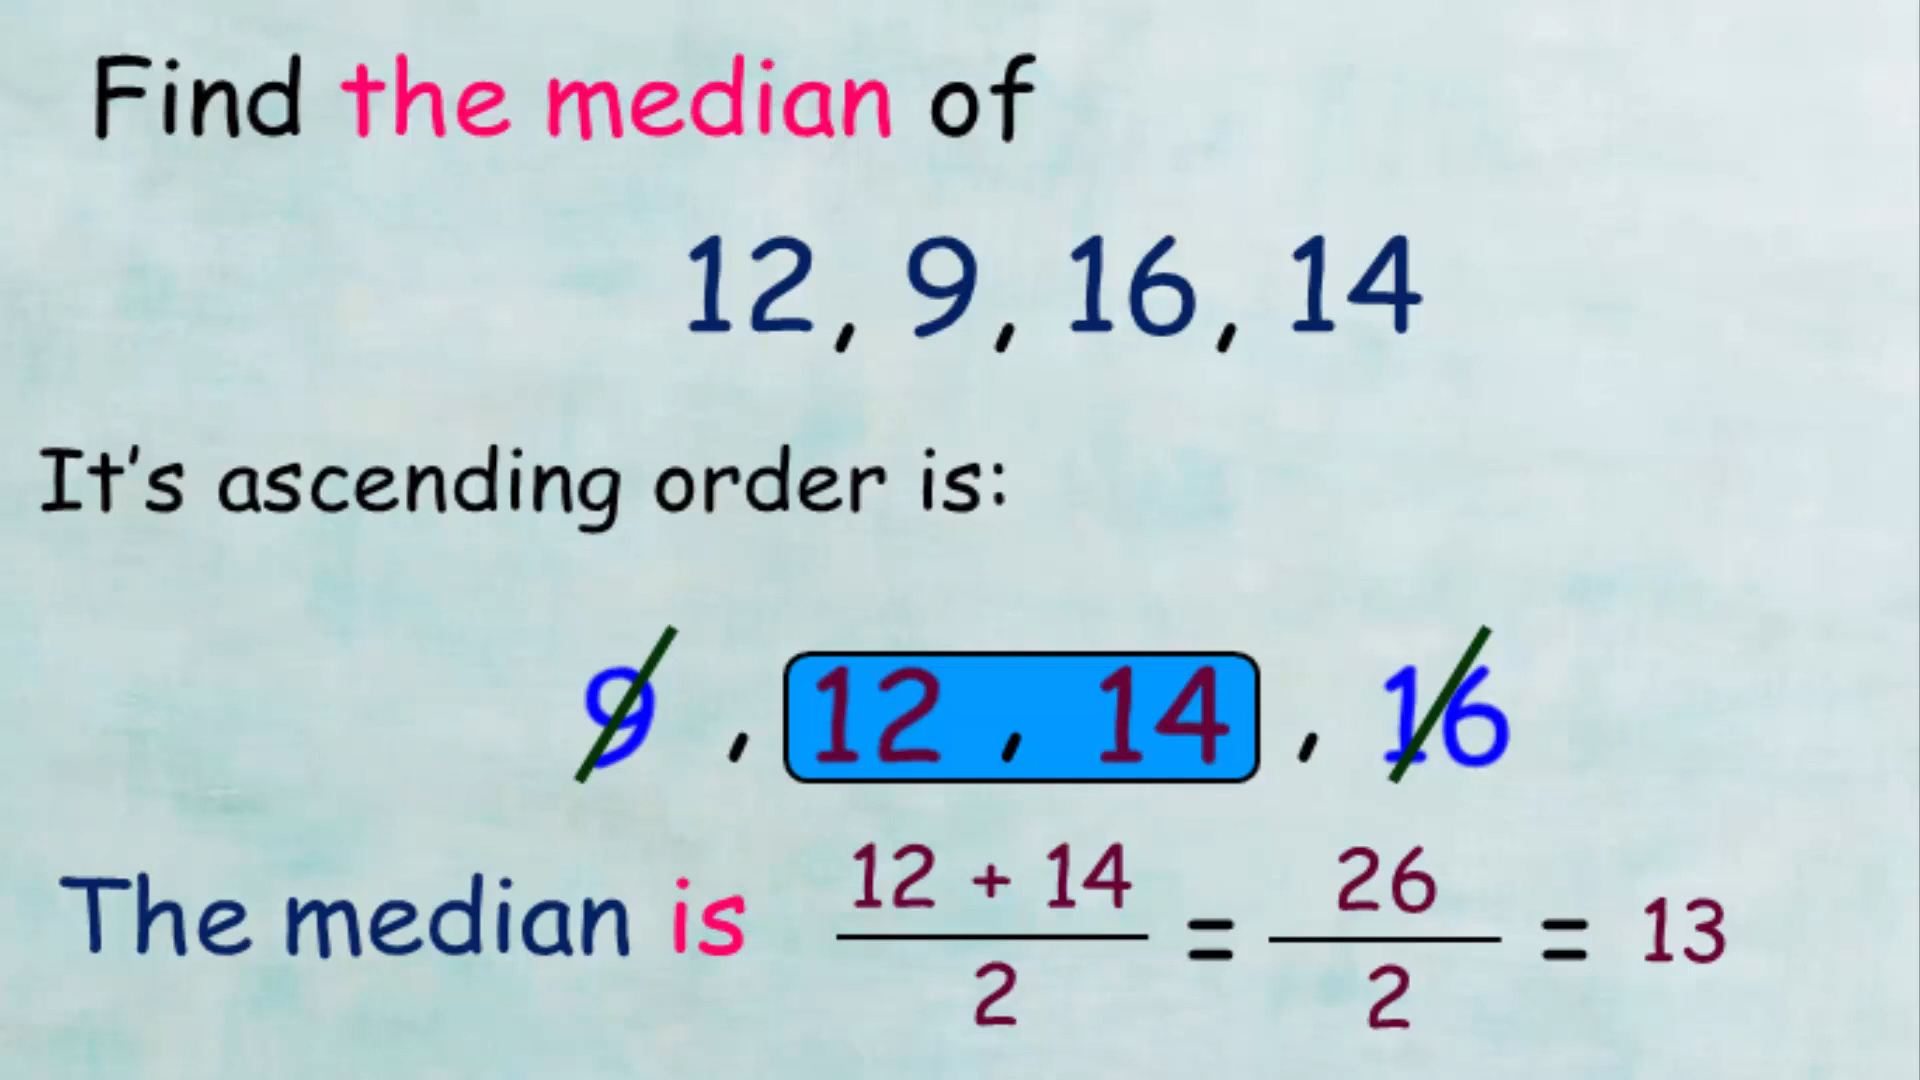 Find the median of
12, 9, 16, 14
It's ascending order is:
9 , 12 , 14 , 16
The median is 12 + 14 / 2 = 26 / 2 = 13